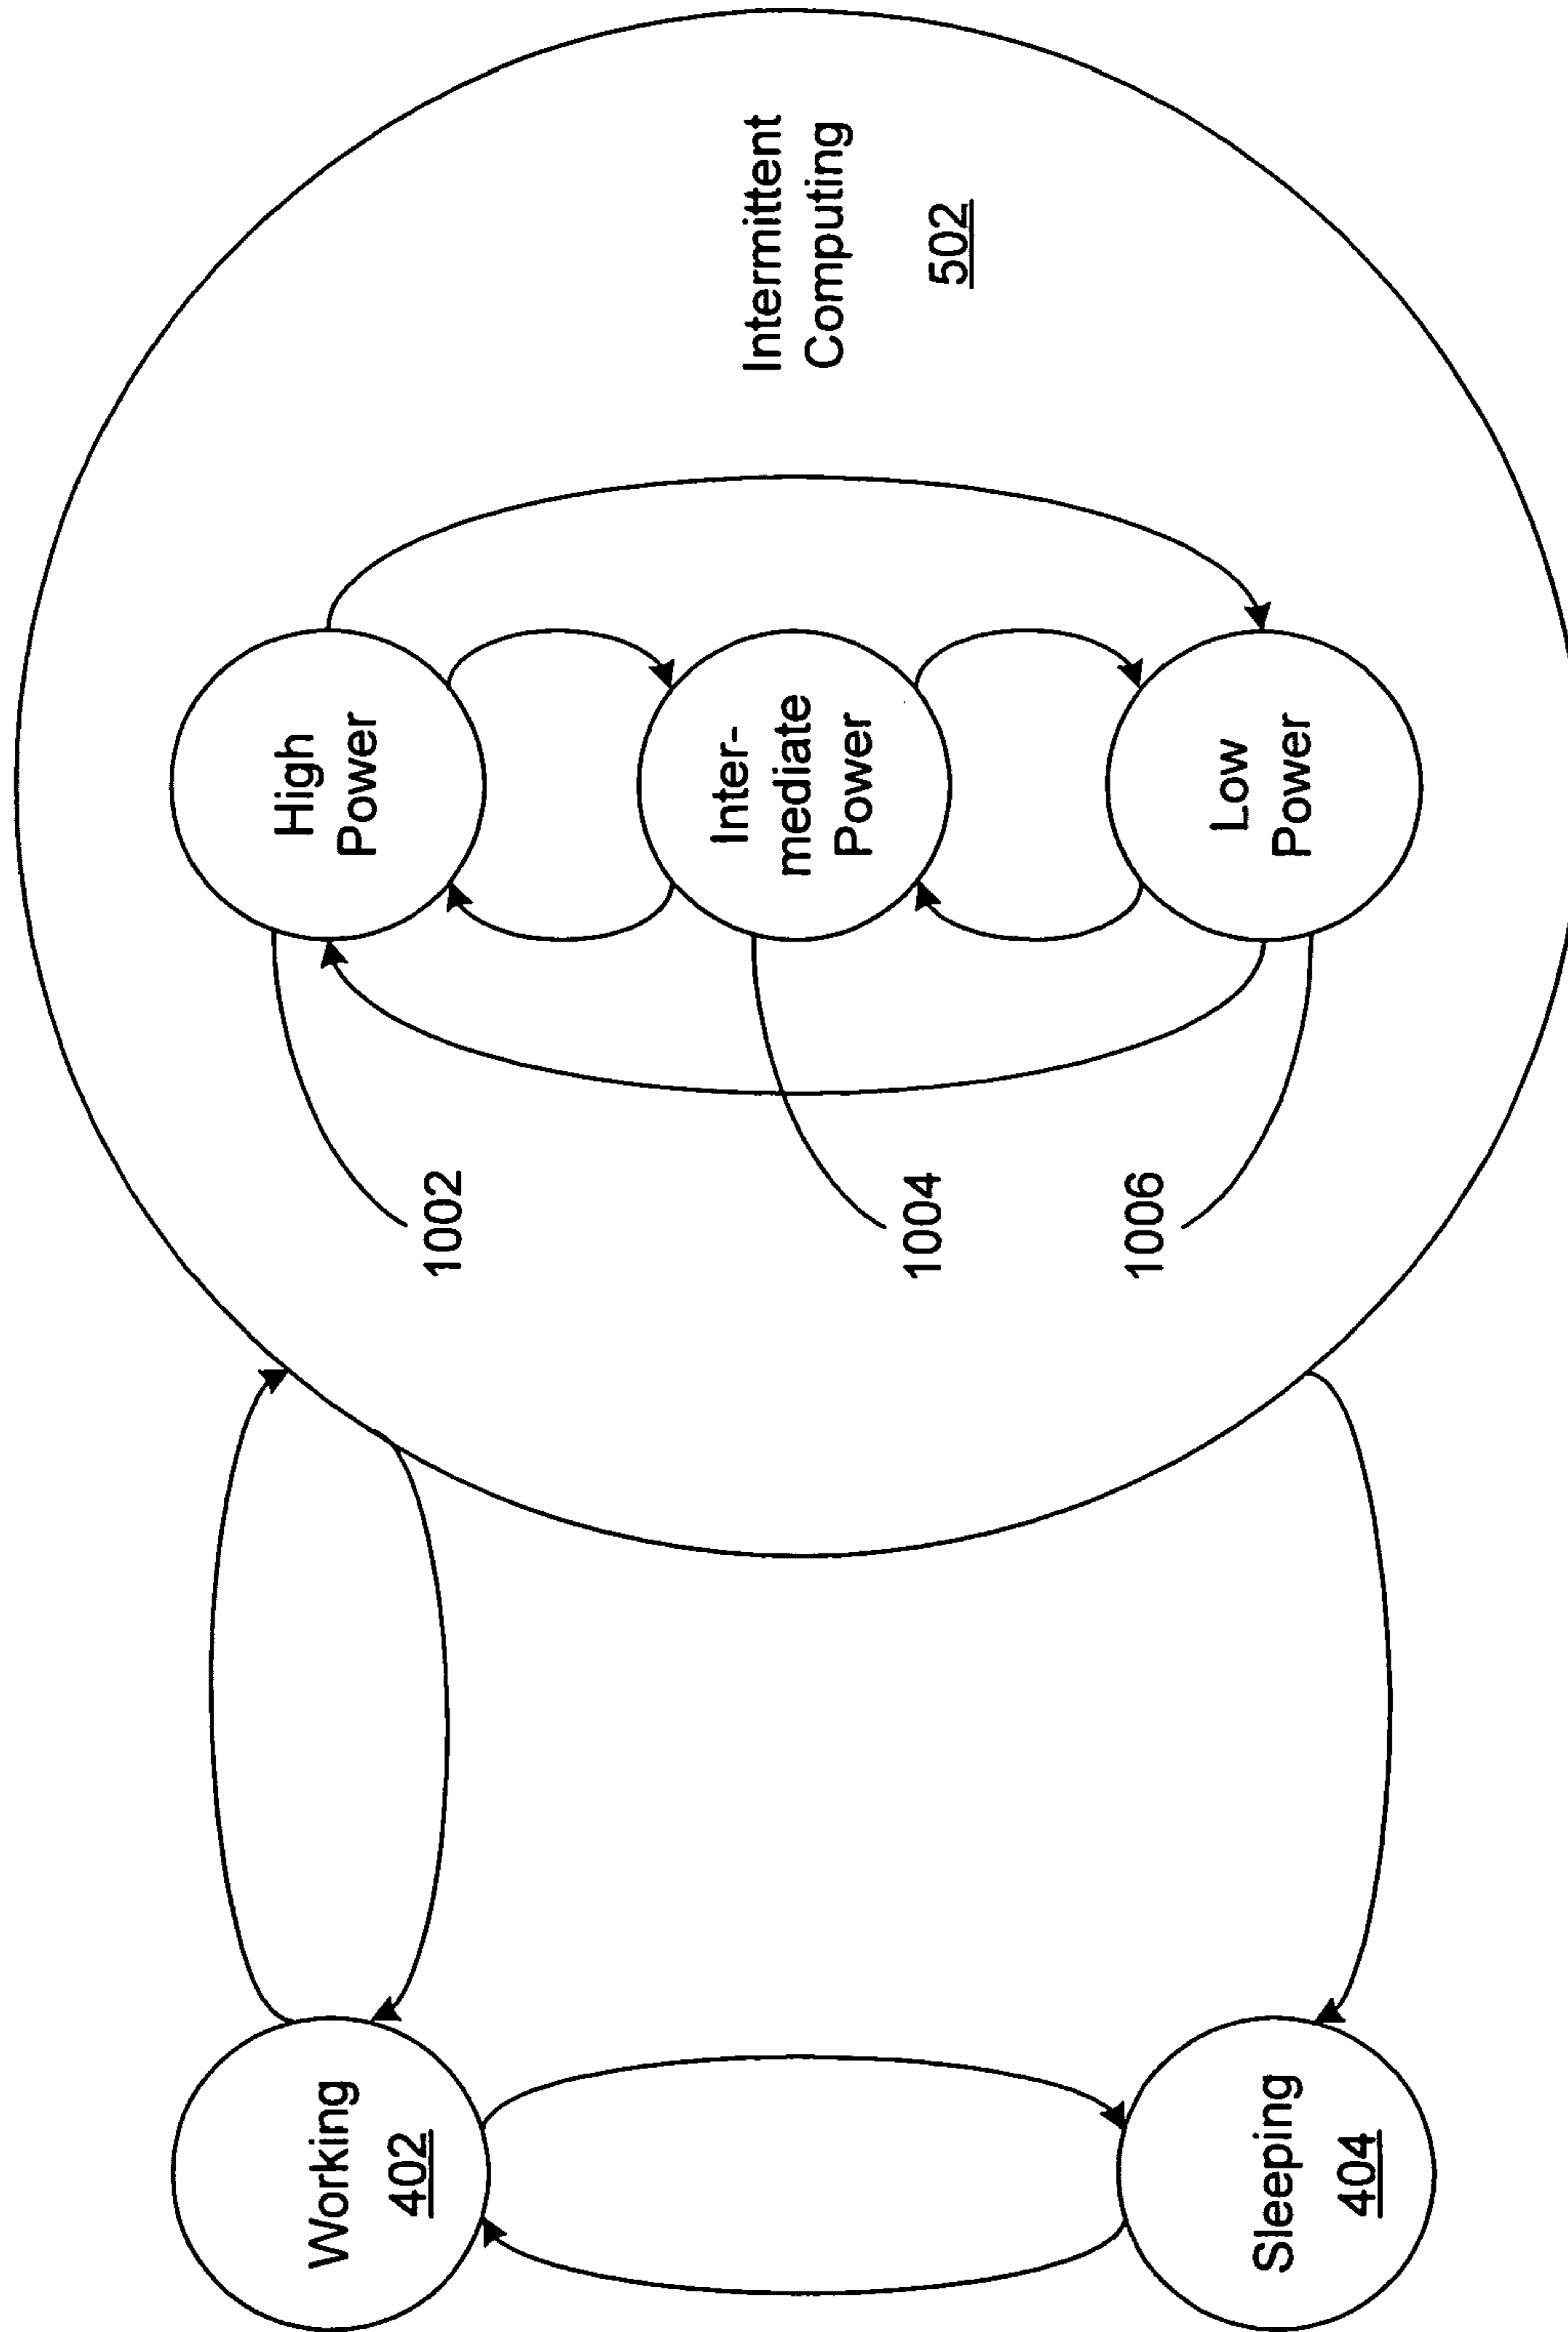 Working
402
Sleeping
404
1002
1004
1006
High
Power
Inter-
mediate
Power
Low
Power
Intermittent
Computing
502